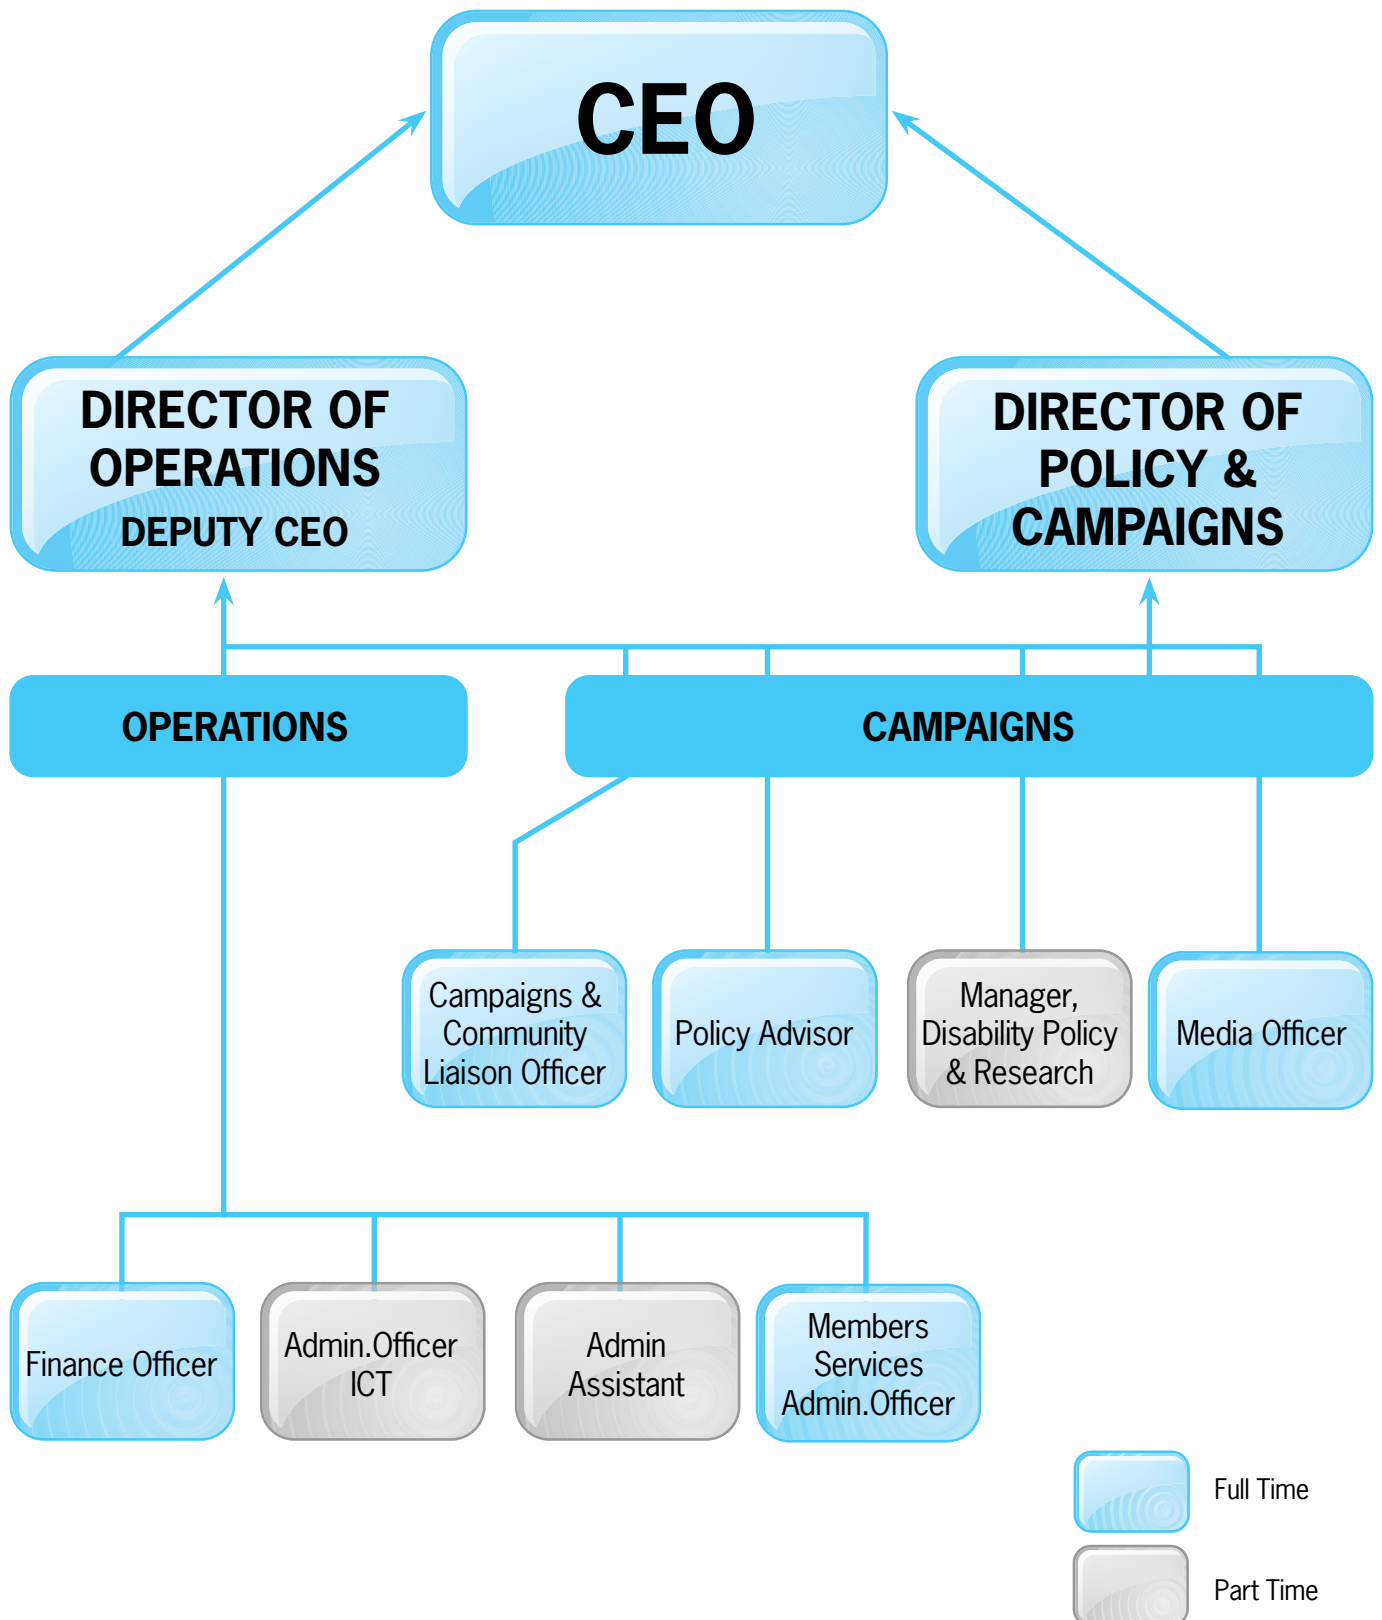 CEO
DIRECTOR OF
OPERATIONS
DEPUTY CEO
DIRECTOR OF
POLICY &
CAMPAIGNS
OPERATIONS
CAMPAIGNS
Campaigns &
Community
Liaison Officer
Policy Advisor
Manager,
Disability Policy
& Research
Media Officer
Finance Officer
Admin.Officer
ICT
Admin
Assistant
Members
Services
Admin.Officer
Full Time
Part Time